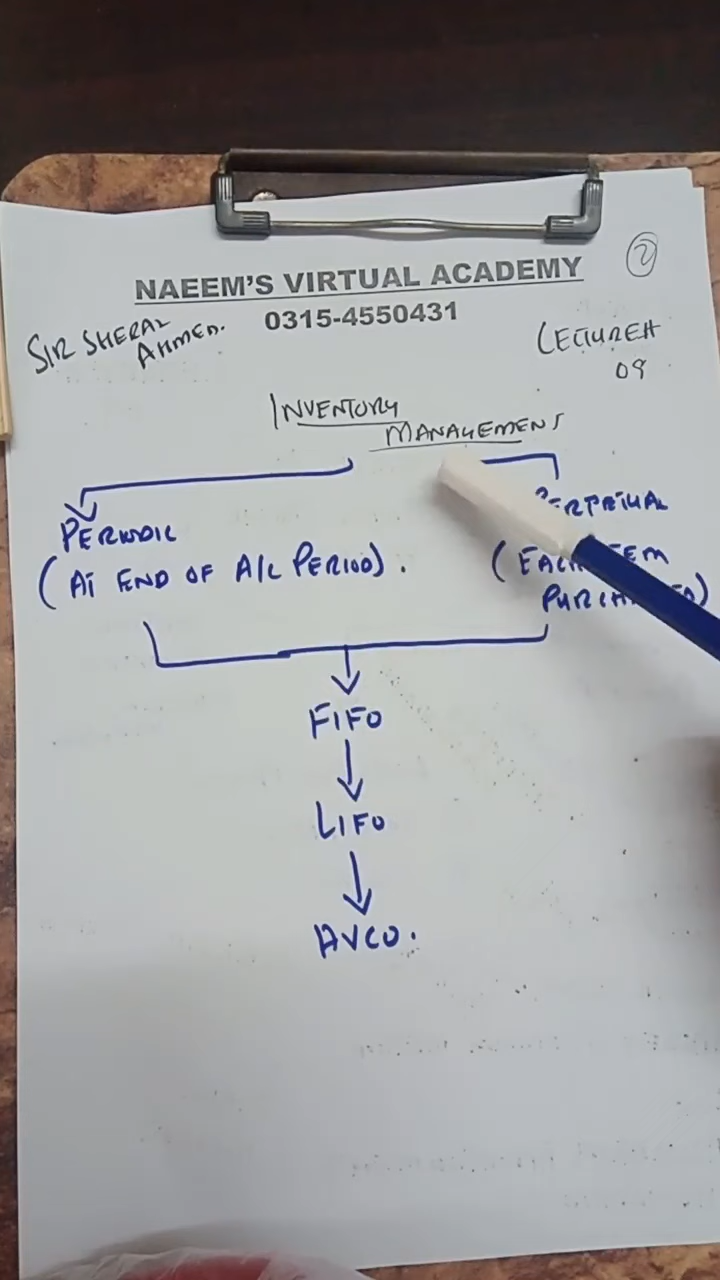 2
NAEEM'S VIRTUAL ACADEMY
0315-4550431
SIR SHERAZ
AHMED.
LECTURE#
09
INVENTORY
MANAGEMENT
PERIODIC
(AT END OF A/C PERIOD).
(EACH
FIFO
LIFO
AVCO.